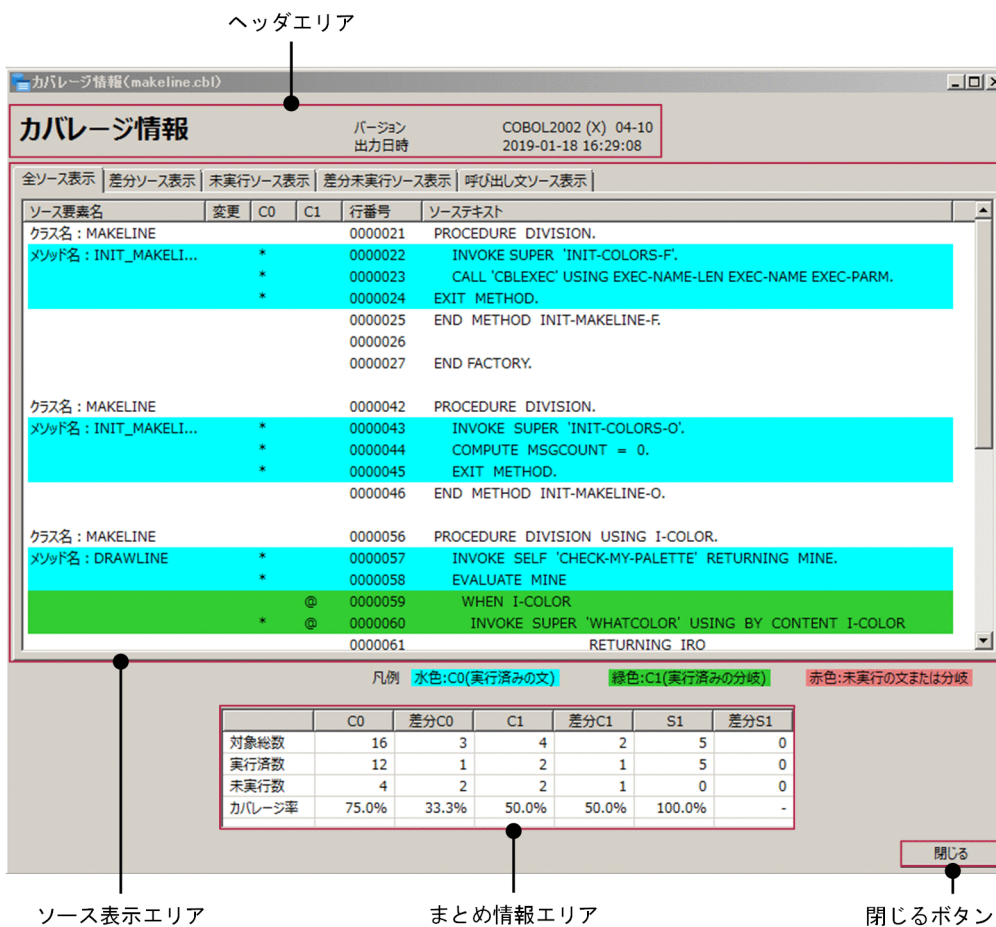 ヘッダエリア
カバレージ情報(makeline.cbl)
カバレージ情報 バージョン COBOL2002 (X) 04-10
出力日時 2019-01-18 16:29:08
全ソース表示 差分ソース表示 未実行ソース表示 差分未実行ソース表示 呼び出し文ソース表示
ソース要素名 変更 C0 C1 行番号 ソーステキスト
クラス名 : MAKELINE 0000021 PROCEDURE DIVISION.
メソッド名 : INIT_MAKELI... * 0000022 INVOKE SUPER 'INIT-COLORS-F'.
* 0000023 CALL 'CBLEXEC' USING EXEC-NAME-LEN EXEC-NAME EXEC-PARM.
* 0000024 EXIT METHOD.
0000025 END METHOD INIT-MAKELINE-F.
0000026
0000027 END FACTORY.
クラス名 : MAKELINE 0000042 PROCEDURE DIVISION.
メソッド名 : INIT_MAKELI... * 0000043 INVOKE SUPER 'INIT-COLORS-O'.
* 0000044 COMPUTE MSGCOUNT = 0.
* 0000045 EXIT METHOD.
0000046 END METHOD INIT-MAKELINE-O.
クラス名 : MAKELINE 0000056 PROCEDURE DIVISION USING I-COLOR.
メソッド名 : DRAWLINE * 0000057 INVOKE SELF 'CHECK-MY-PALETTE' RETURNING MINE.
* 0000058 EVALUATE MINE
@ 0000059 WHEN I-COLOR
* @ 0000060 INVOKE SUPER 'WHATCOLOR' USING BY CONTENT I-COLOR
0000061 RETURNING IRO
凡例 水色:C0(実行済みの文) 緑色:C1(実行済みの分岐) 赤色:未実行の文または分岐
C0 差分C0 C1 差分C1 S1 差分S1
対象総数 16 3 4 2 5 0
実行済数 12 1 2 1 5 0
未実行数 4 2 2 1 0 0
カバレージ率 75.0% 33.3% 50.0% 50.0% 100.0% -
閉じる
ソース表示エリア まとめ情報エリア 閉じるボタン